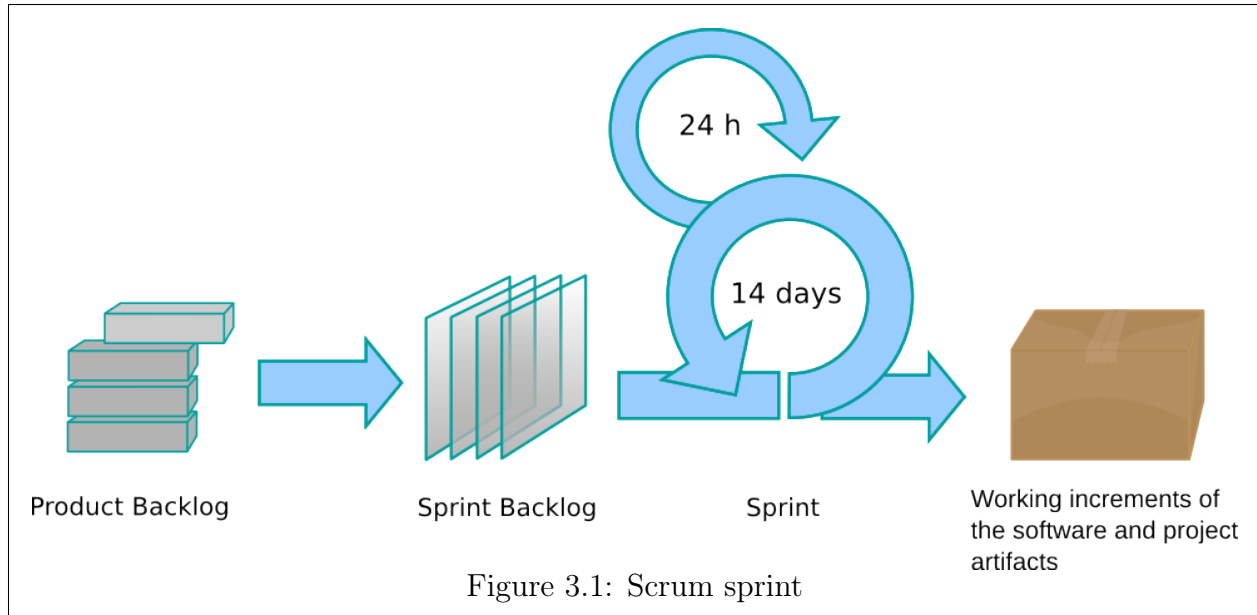 24 h
14 days
Product Backlog
Sprint Backlog
Sprint
Working increments of
the software and project
artifacts
Figure 3.1: Scrum sprint